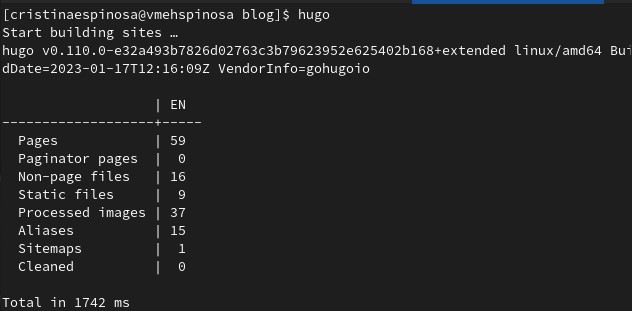 [cristinaespinosa@vmehspinosa blog]$ hugo
Start building sites …
hugo v0.110.0-e32a493b7826d02763c3b79623952e625402b168+extended linux/amd64 Bui
dDate=2023-01-17T12:16:09Z VendorInfo=gohugoio
                   | EN
-------------------+-----
  Pages            | 59
  Paginator pages  |  0
  Non-page files   | 16
  Static files     |  9
  Processed images | 37
  Aliases          | 15
  Sitemaps         |  1
  Cleaned          |  0
Total in 1742 ms